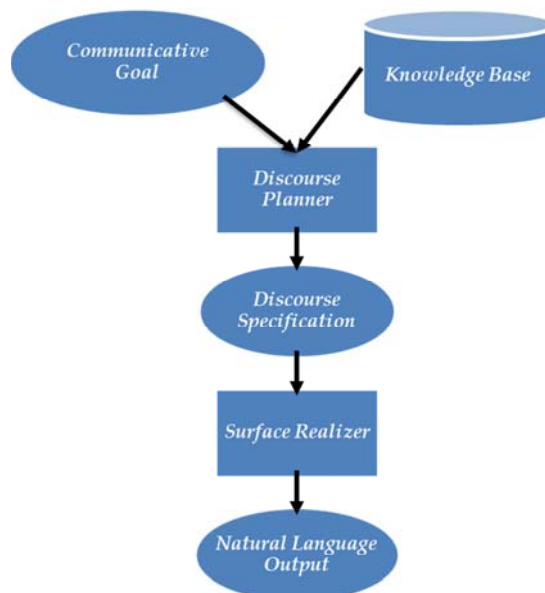 Communicative
Goal
Knowledge Base
Discourse
Planner
Discourse
Specification
Surface Realizer
Natural Language
Output